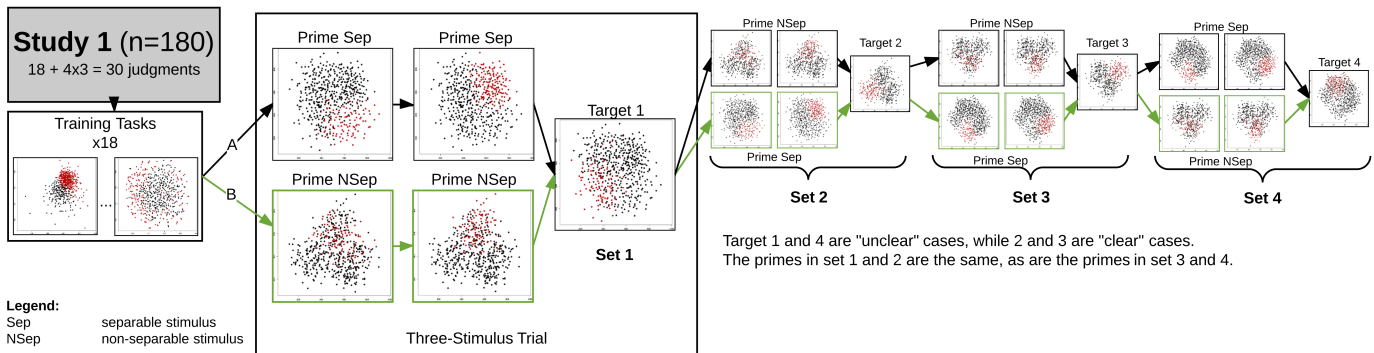 Study 1 (n=180)
18 + 4x3 = 30 judgments
Training Tasks
x18
...
A
B
Prime Sep
Prime Sep
Prime NSep
Prime NSep
Target 1
Set 1
Three-Stimulus Trial
Prime NSep
Target 2
Prime Sep
Set 2
Prime NSep
Target 3
Prime Sep
Set 3
Prime Sep
Target 4
Prime NSep
Set 4
Target 1 and 4 are "unclear" cases, while 2 and 3 are "clear" cases.
The primes in set 1 and 2 are the same, as are the primes in set 3 and 4.
Legend:
Sep separable stimulus
NSep non-separable stimulus